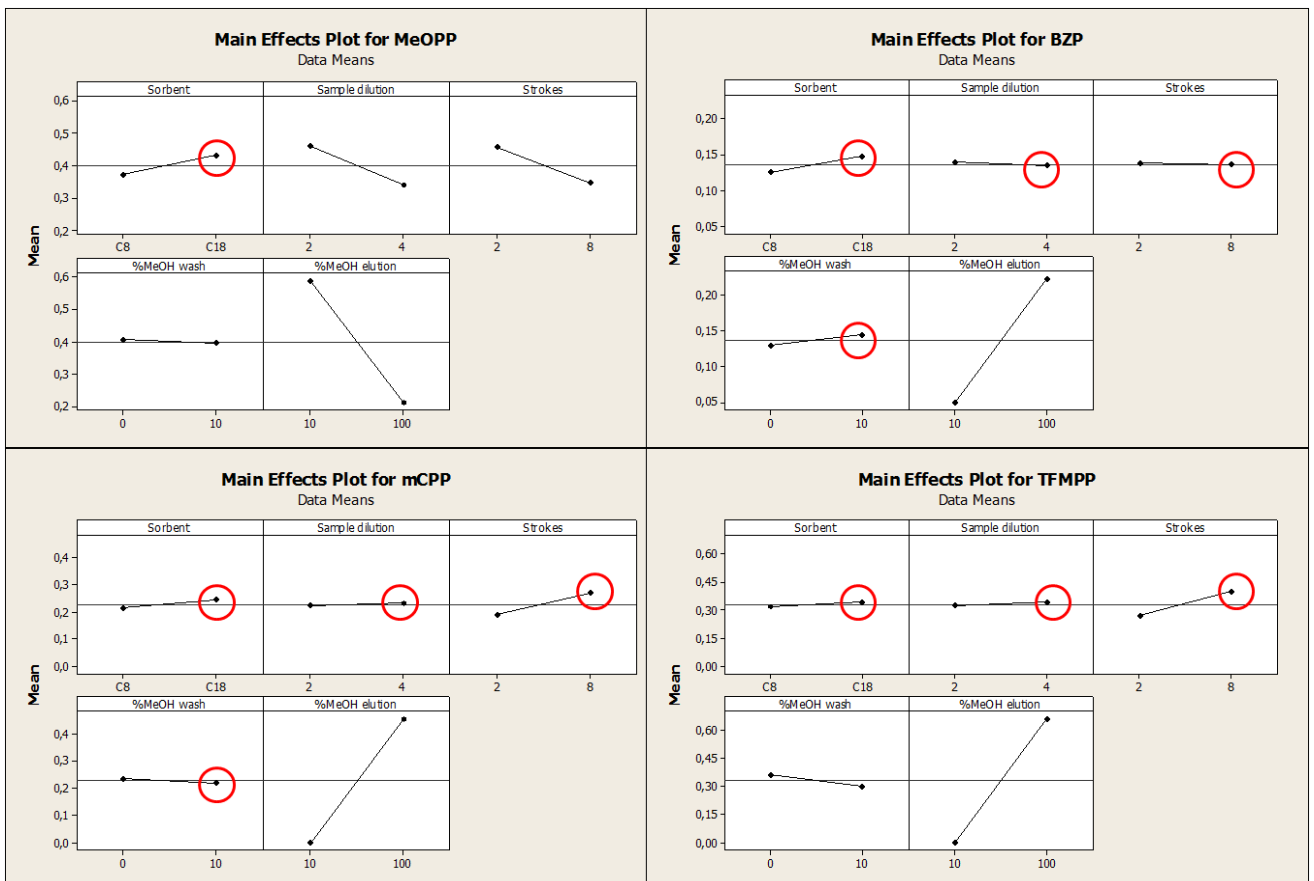 Main Effects Plot for MeOPP
Data Means
Sorbent Sample dilution Strokes
0,6
0,5
0,4
0,3
0,2
C8 C18 2 4 2 8
Mean
%MeOH wash %MeOH elution
0,6
0,5
0,4
0,3
0,2
0 10 10 100
Main Effects Plot for BZP
Data Means
Sorbent Sample dilution Strokes
0,20
0,15
0,10
0,05
C8 C18 2 4 2 8
Mean
%MeOH wash %MeOH elution
0,20
0,15
0,10
0,05
0 10 10 100
Main Effects Plot for mCPP
Data Means
Sorbent Sample dilution Strokes
0,4
0,3
0,2
0,1
0,0
C8 C18 2 4 2 8
Mean
%MeOH wash %MeOH elution
0,4
0,3
0,2
0,1
0,0
0 10 10 100
Main Effects Plot for TFMPP
Data Means
Sorbent Sample dilution Strokes
0,60
0,45
0,30
0,15
0,00
C8 C18 2 4 2 8
Mean
%MeOH wash %MeOH elution
0,60
0,45
0,30
0,15
0,00
0 10 10 100